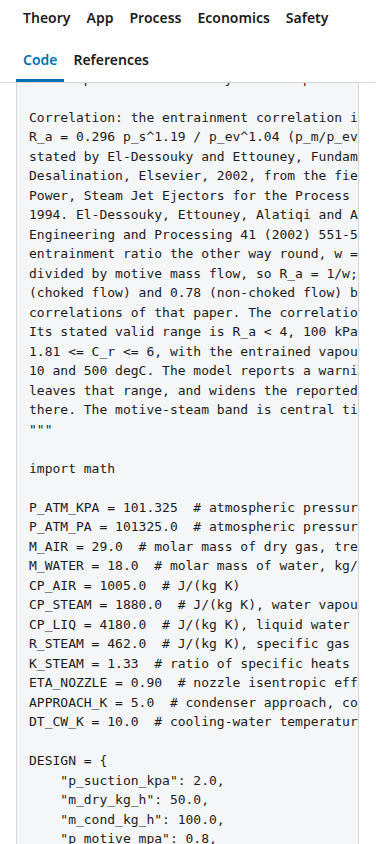 Theory App Process Economics Safety
Code References
Correlation: the entrainment correlation i
R_a = 0.296 p_s^1.19 / p_ev^1.04 (p_m/p_ev
stated by El-Dessouky and Ettouney, Fundam
Desalination, Elsevier, 2002, from the fie
Power, Steam Jet Ejectors for the Process
1994. El-Dessouky, Ettouney, Alatiqi and A
Engineering and Processing 41 (2002) 551-5
entrainment ratio the other way round, w =
divided by motive mass flow, so R_a = 1/w;
(choked flow) and 0.78 (non-choked flow) b
correlations of that paper. The correlatio
Its stated valid range is R_a < 4, 100 kPa
1.81 <= C_r <= 6, with the entrained vapou
10 and 500 degC. The model reports a warni
leaves that range, and widens the reported
there. The motive-steam band is central ti
"""
import math
P_ATM_KPA = 101.325  # atmospheric pressur
P_ATM_PA = 101325.0  # atmospheric pressur
M_AIR = 29.0  # molar mass of dry gas, tre
M_WATER = 18.0  # molar mass of water, kg/
CP_AIR = 1005.0  # J/(kg K)
CP_STEAM = 1880.0  # J/(kg K), water vapou
CP_LIQ = 4180.0  # J/(kg K), liquid water
R_STEAM = 462.0  # J/(kg K), specific gas
K_STEAM = 1.33  # ratio of specific heats
ETA_NOZZLE = 0.90  # nozzle isentropic eff
APPROACH_K = 5.0  # condenser approach, co
DT_CW_K = 10.0  # cooling-water temperatur
DESIGN = {
    "p_suction_kpa": 2.0,
    "m_dry_kg_h": 50.0,
    "m_cond_kg_h": 100.0,
    "p_motive_mpa": 0.8,